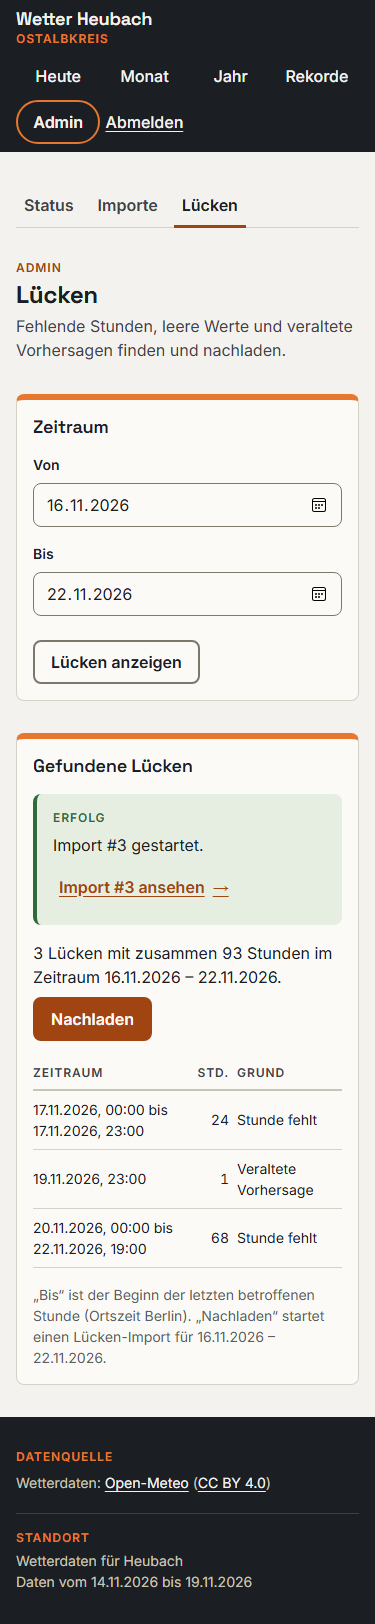 Wetter Heubach
OSTALBKREIS
Heute Monat Jahr Rekorde
Admin Abmelden
Status Importe Lücken
ADMIN
Lücken
Fehlende Stunden, leere Werte und veraltete
Vorhersagen finden und nachladen.
Zeitraum
Von
16.11.2026
Bis
22.11.2026
Lücken anzeigen
Gefundene Lücken
ERFOLG
Import #3 gestartet.
Import #3 ansehen →
3 Lücken mit zusammen 93 Stunden im
Zeitraum 16.11.2026 – 22.11.2026.
Nachladen
ZEITRAUM STD. GRUND
17.11.2026, 00:00 bis
17.11.2026, 23:00 24 Stunde fehlt
19.11.2026, 23:00 1 Veraltete
Vorhersage
20.11.2026, 00:00 bis
22.11.2026, 19:00 68 Stunde fehlt
„Bis“ ist der Beginn der letzten betroffenen
Stunde (Ortszeit Berlin). „Nachladen“ startet
einen Lücken-Import für 16.11.2026 –
22.11.2026.
DATENQUELLE
Wetterdaten: Open-Meteo (CC BY 4.0)
STANDORT
Wetterdaten für Heubach
Daten vom 14.11.2026 bis 19.11.2026